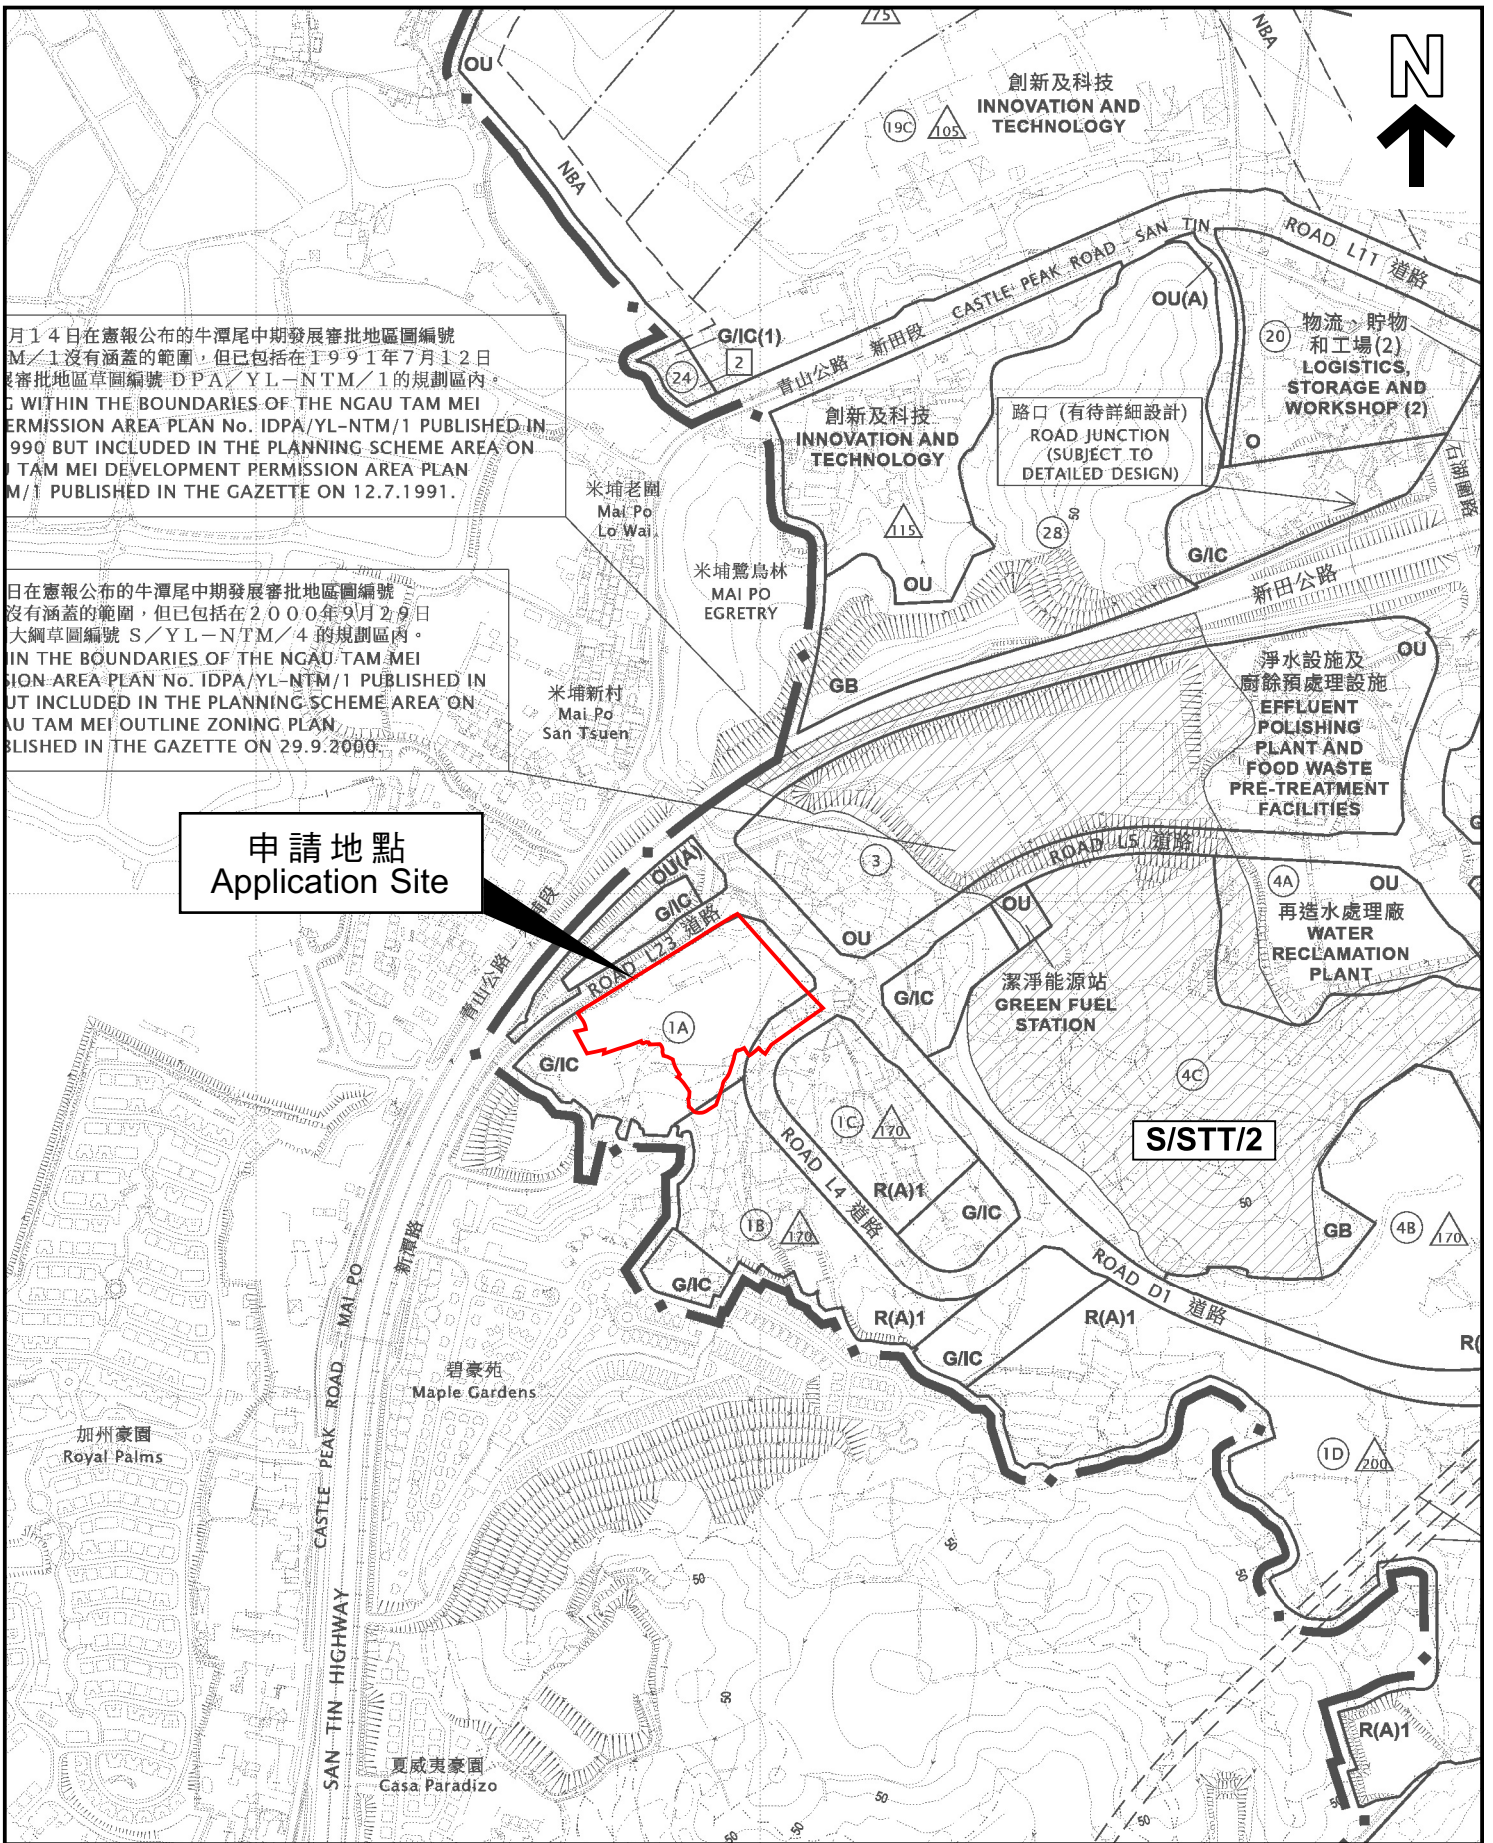 75
NBA
N
OU
創新及科技
INNOVATION AND
TECHNOLOGY
19C
105
NBA
CASTLE PEAK ROAD - SAN TIN
青山公路 - 新田段
ROAD L11 道路
OU(A)
20
物流、貯物
和工場(2)
LOGISTICS,
STORAGE AND
WORKSHOP (2)
月14日在憲報公布的牛潭尾中期發展審批地區圖編號
M/1沒有涵蓋的範圍,但已包括在1991年7月12日
展審批地區草圖編號DPA/YL-NTM/1的規劃區內。
G WITHIN THE BOUNDARIES OF THE NGAU TAM MEI
ERMISSION AREA PLAN No. IDPA/YL-NTM/1 PUBLISHED IN
990 BUT INCLUDED IN THE PLANNING SCHEME AREA ON
U TAM MEI DEVELOPMENT PERMISSION AREA PLAN
M/1 PUBLISHED IN THE GAZETTE ON 12.7.1991.
G/IC(1)
2
24
創新及科技
INNOVATION AND
TECHNOLOGY
路口 (有待詳細設計)
ROAD JUNCTION
(SUBJECT TO
DETAILED DESIGN)
O
石湖圍路
米埔老圍
Mai Po
Lo Wai
115
28
50
G/IC
OU
米埔鷺鳥林
MAI PO
EGRETRY
新田公路
日在憲報公布的牛潭尾中期發展審批地區圖編號
沒有涵蓋的範圍,但已包括在2000年9月29日
大綱草圖編號S/YL-NTM/4的規劃區內。
IN THE BOUNDARIES OF THE NGAU TAM MEI
SION AREA PLAN No. IDPA/YL-NTM/1 PUBLISHED IN
UT INCLUDED IN THE PLANNING SCHEME AREA ON
AU TAM MEI OUTLINE ZONING PLAN
BLISHED IN THE GAZETTE ON 29.9.2000.
米埔新村
Mai Po
San Tsuen
GB
OU
淨水設施及
廚餘預處理設施
EFFLUENT
POLISHING
PLANT AND
FOOD WASTE
PRE-TREATMENT
FACILITIES
申請地點
Application Site
OU(A)
G/IC
ROAD L23 道路
3
ROAD L5 道路
4A
OU
再造水處理廠
WATER
RECLAMATION
PLANT
OU
OU
潔淨能源站
GREEN FUEL
STATION
G/IC
1A
G/IC
4C
S/STT/2
1C
170
ROAD L4 道路
R(A)1
G/IC
50
GB
4B
170
1B
170
G/IC
ROAD D1 道路
R(A)1
R(A)1
G/IC
R(
新潭路
碧豪苑
Maple Gardens
加州豪園
Royal Palms
CASTLE PEAK ROAD - MAI PO
1D
200
50
50
50
50
SAN TIN HIGHWAY
夏威夷豪園
Casa Paradizo
R(A)1
50
50
50
50
50